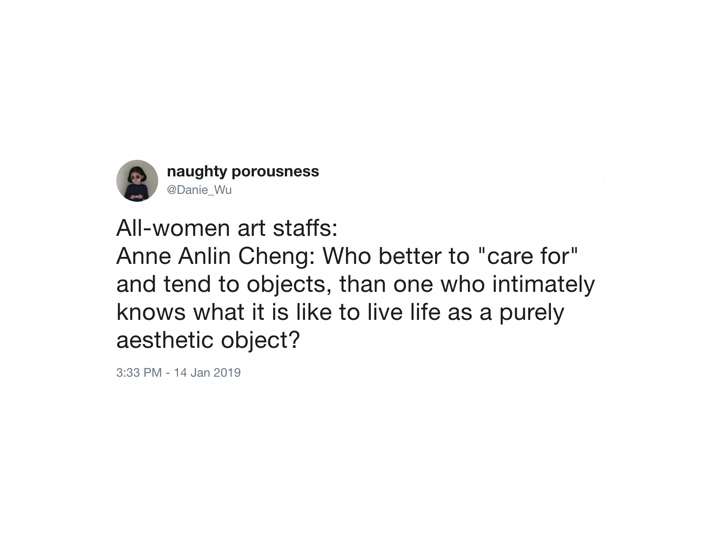 naughty porousness
@Danie_Wu
All-women art staffs:
Anne Anlin Cheng: Who better to "care for"
and tend to objects, than one who intimately
knows what it is like to live life as a purely
aesthetic object?
3:33 PM - 14 Jan 2019